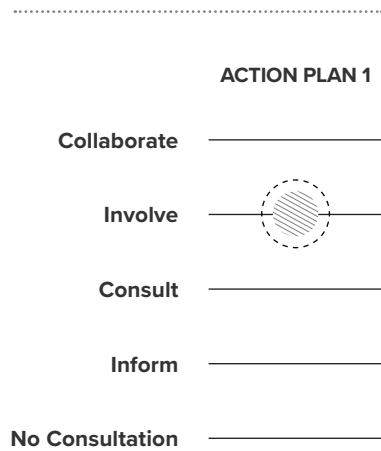 ACTION PLAN 1
Collaborate
Involve
Consult
Inform
No Consultation